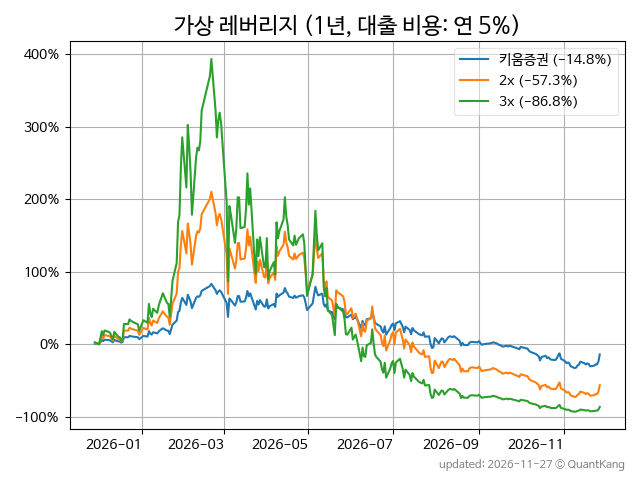 가상 레버리지 (1년, 대출 비용: 연 5%)
키움증권 (-14.8%)
2x (-57.3%)
3x (-86.8%)
400%
300%
200%
100%
0%
−100%
2026-01
2026-03
2026-05
2026-07
2026-09
2026-11
updated: 2026-11-27 © QuantKang